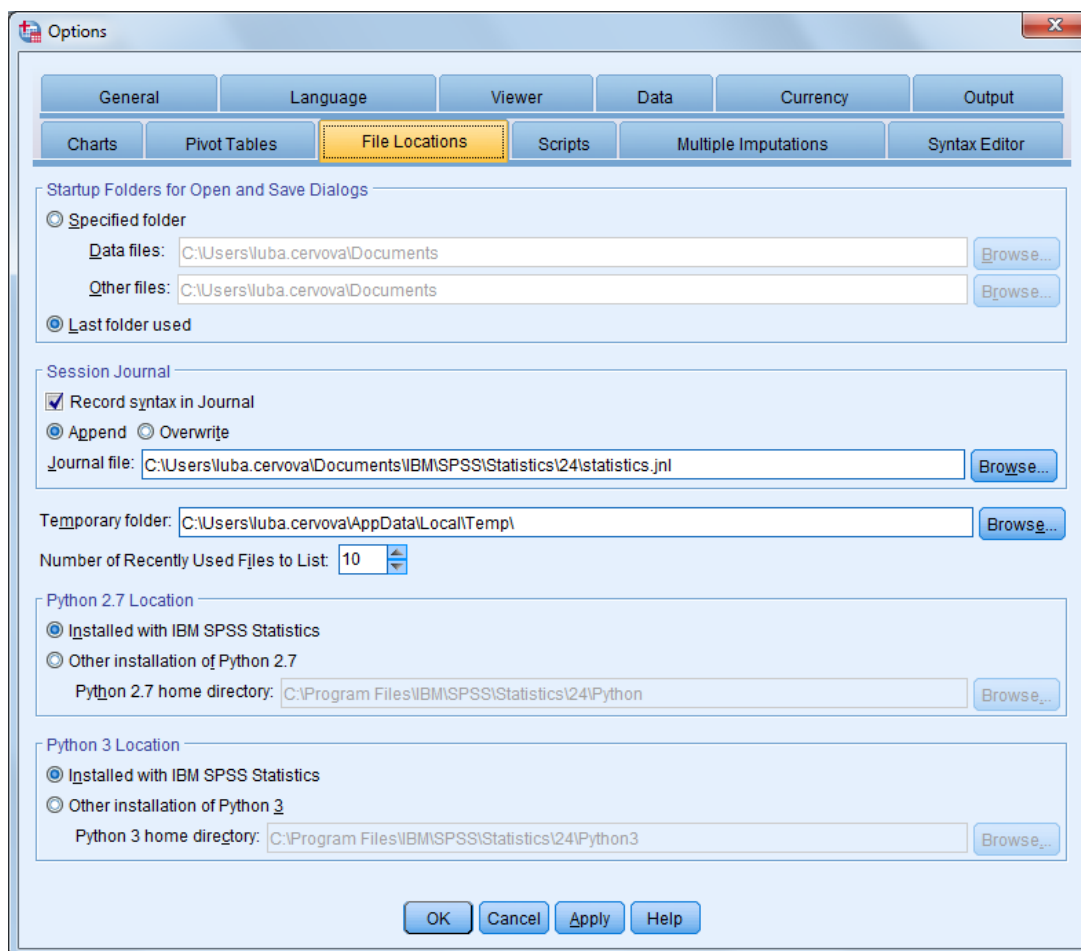 Options
General Language Viewer Data Currency Output
Charts Pivot Tables File Locations Scripts Multiple Imputations Syntax Editor
Startup Folders for Open and Save Dialogs
Specified folder
Data files: C:\Users\luba.cervova\Documents Browse...
Other files: C:\Users\luba.cervova\Documents Browse...
Last folder used
Session Journal
Record syntax in Journal
Append Overwrite
Journal file: C:\Users\luba.cervova\Documents\IBM\SPSS\Statistics\24\statistics.jnl Browse...
Temporary folder: C:\Users\luba.cervova\AppData\Local\Temp\ Browse...
Number of Recently Used Files to List: 10
Python 2.7 Location
Installed with IBM SPSS Statistics
Other installation of Python 2.7
Python 2.7 home directory: C:\Program Files\IBM\SPSS\Statistics\24\Python Browse...
Python 3 Location
Installed with IBM SPSS Statistics
Other installation of Python 3
Python 3 home directory: C:\Program Files\IBM\SPSS\Statistics\24\Python3 Browse...
OK Cancel Apply Help